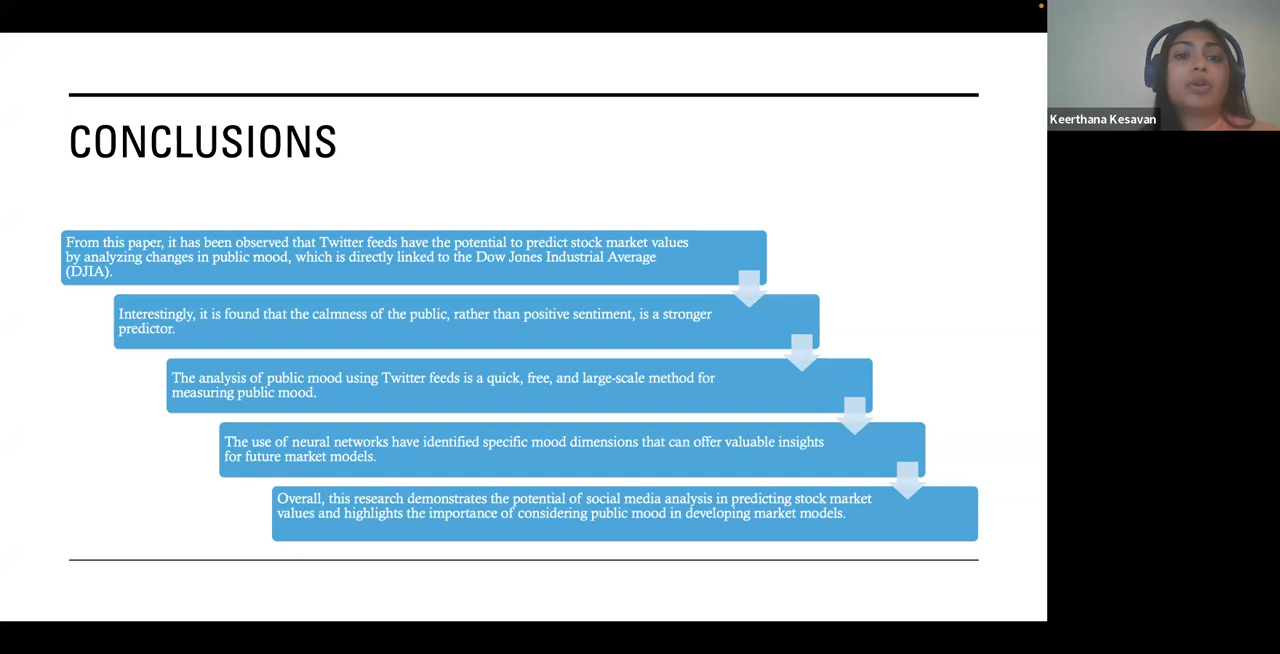 CONCLUSIONS
From this paper, it has been observed that Twitter feeds have the potential to predict stock market values
by analyzing changes in public mood, which is directly linked to the Dow Jones Industrial Average
(DJIA).
Interestingly, it is found that the calmness of the public, rather than positive sentiment, is a stronger
predictor.
The analysis of public mood using Twitter feeds is a quick, free, and large-scale method for
measuring public mood.
The use of neural networks have identified specific mood dimensions that can offer valuable insights
for future market models.
Overall, this research demonstrates the potential of social media analysis in predicting stock market
values and highlights the importance of considering public mood in developing market models.
Keerthana Kesavan